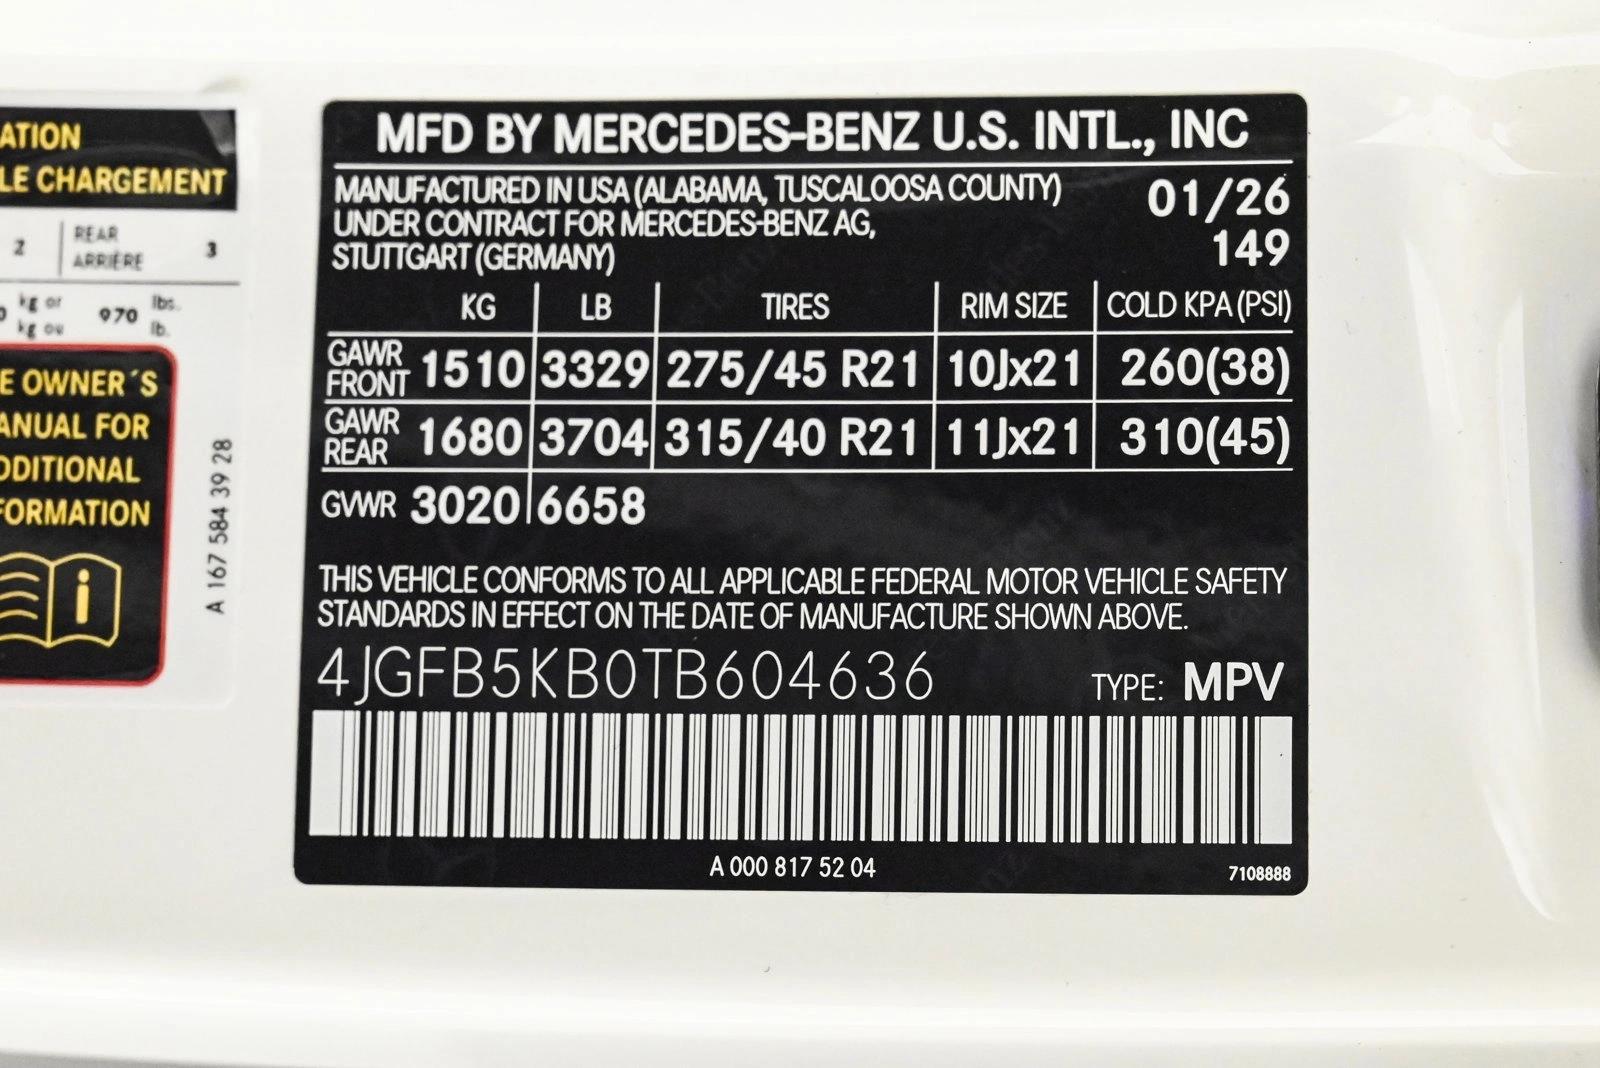 ATION
LE CHARGEMENT
2 REAR ARRIÈRE 3
kg or kg ou 970 lbs. lb.
E OWNER´S
ANUAL FOR
DDITIONAL
FORMATION
A 167 584 39 28
MFD BY MERCEDES-BENZ U.S. INTL., INC
MANUFACTURED IN USA (ALABAMA, TUSCALOOSA COUNTY)
UNDER CONTRACT FOR MERCEDES-BENZ AG,
STUTTGART (GERMANY)
01/26
149
KG LB TIRES RIM SIZE COLD KPA (PSI)
GAWR FRONT 1510 3329 275/45 R21 10Jx21 260(38)
GAWR REAR 1680 3704 315/40 R21 11Jx21 310(45)
GVWR 3020 6658
THIS VEHICLE CONFORMS TO ALL APPLICABLE FEDERAL MOTOR VEHICLE SAFETY
STANDARDS IN EFFECT ON THE DATE OF MANUFACTURE SHOWN ABOVE.
4JGFB5KB0TB604636 TYPE: MPV
A 000 817 52 04
7108888